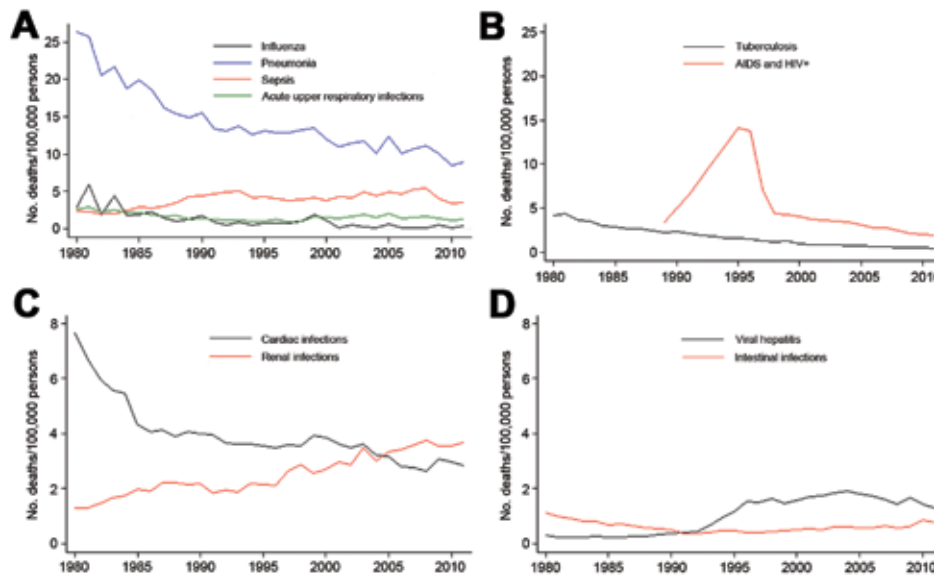 A
No. deaths/100,000 persons
25
20
15
10
5
0
Influenza
Pneumonia
Sepsis
Acute upper respiratory infections
1980 1985 1990 1995 2000 2005 2010
B
No. deaths/100,000 persons
25
20
15
10
5
0
Tuberculosis
AIDS and HIV*
1980 1985 1990 1995 2000 2005 2010
C
No. deaths/100,000 persons
8
6
4
2
0
Cardiac infections
Renal infections
1980 1985 1990 1995 2000 2005 2010
D
No. deaths/100,000 persons
8
6
4
2
0
Viral hepatitis
Intestinal infections
1980 1985 1990 1995 2000 2005 2010